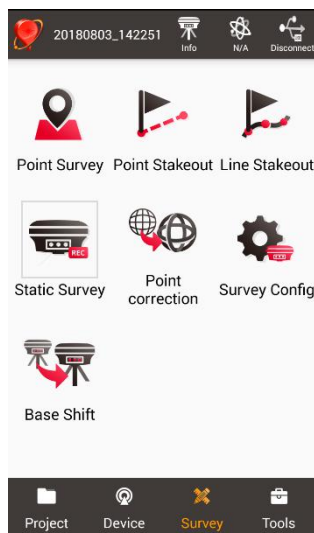 20180803_142251
Info
N/A
Disconnect
Point Survey
Point Stakeout
Line Stakeout
REC
Static Survey
Point
correction
Survey Config
Base Shift
Project
Device
Survey
Tools